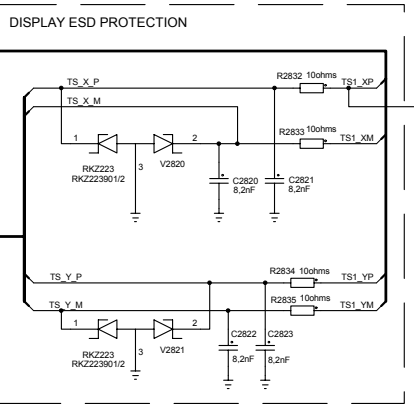 DISPLAY ESD PROTECTION
R2832 10ohms
TS_X_P TS1_XP
TS_X_M
R2833 10ohms
TS1_XM
1 2
RKZ223 3 V2820
RKZ223901/2
C2820 C2821
8,2nF 8,2nF
R2834 10ohms
TS_Y_P TS1_YP
R2835 10ohms
TS_Y_M TS1_YM
1 2
C2822 C2823
RKZ223 3 V2821
RKZ223901/2
8,2nF 8,2nF